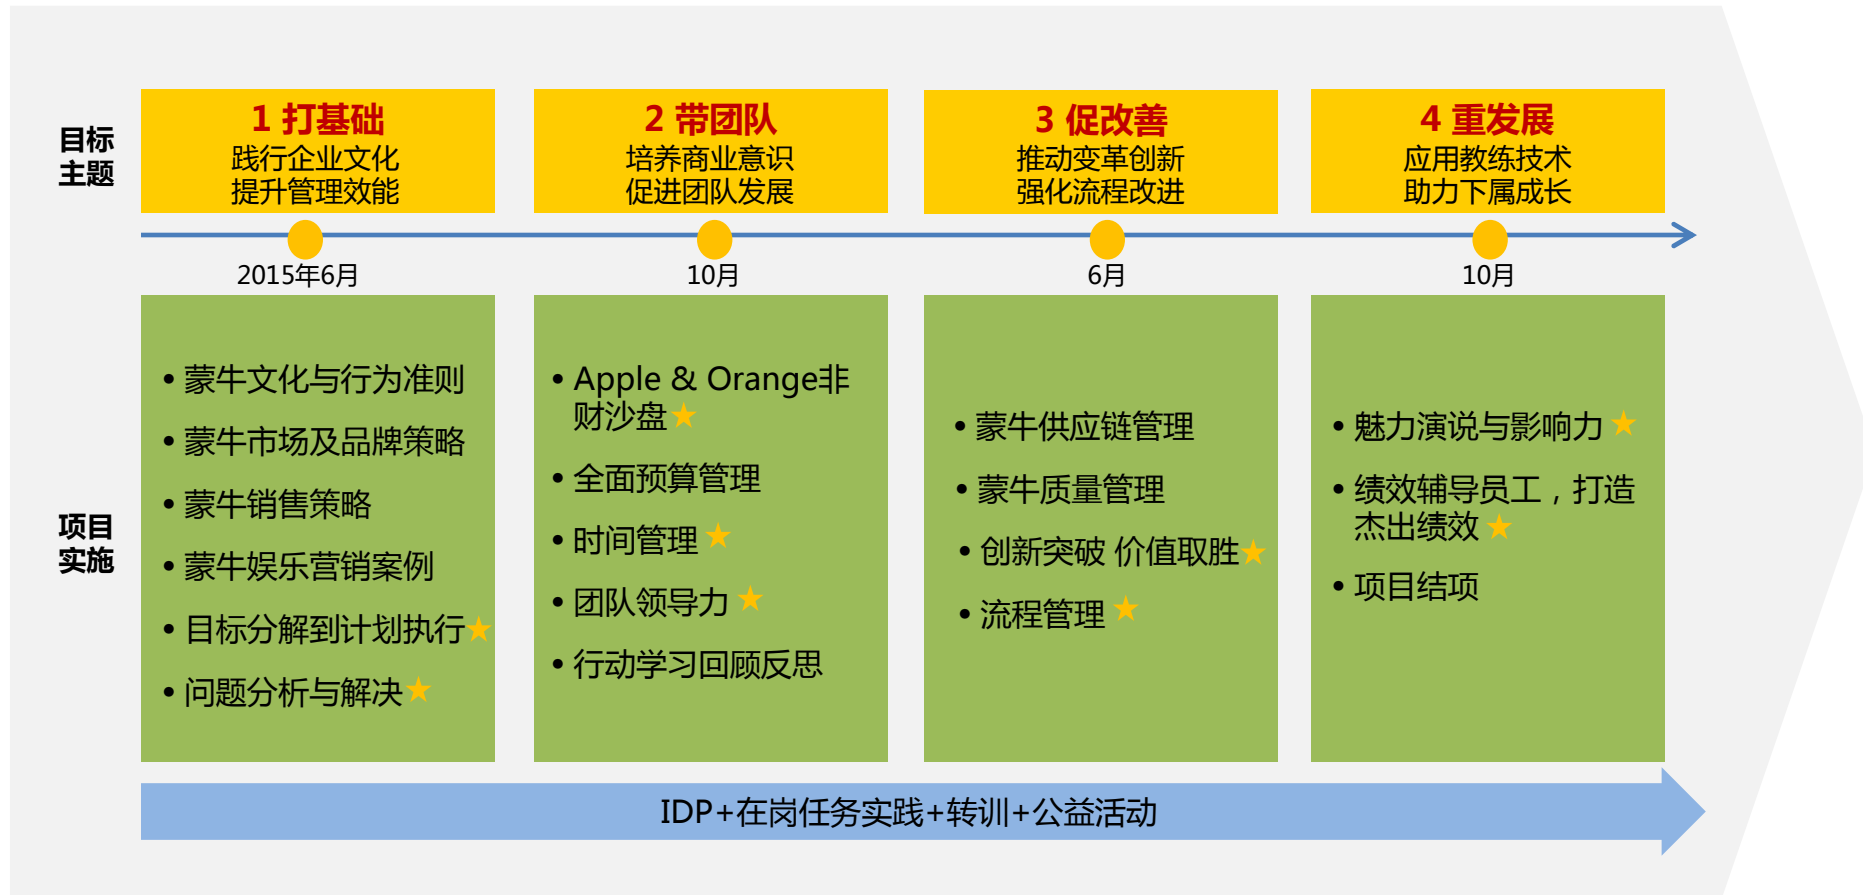 目标
主题
1 打基础
践行企业文化
提升管理效能
2 带团队
培养商业意识
促进团队发展
3 促改善
推动变革创新
强化流程改进
4 重发展
应用教练技术
助力下属成长
2015年6月
10月
6月
10月
项目
实施
• 蒙牛文化与行为准则
• 蒙牛市场及品牌策略
• 蒙牛销售策略
• 蒙牛娱乐营销案例
• 目标分解到计划执行★
• 问题分析与解决★
• Apple & Orange非
财沙盘★
• 全面预算管理
• 时间管理★
• 团队领导力★
• 行动学习回顾反思
• 蒙牛供应链管理
• 蒙牛质量管理
• 创新突破 价值取胜★
• 流程管理★
• 魅力演说与影响力★
• 绩效辅导员工，打造
杰出绩效★
• 项目结项
IDP+在岗任务实践+转训+公益活动